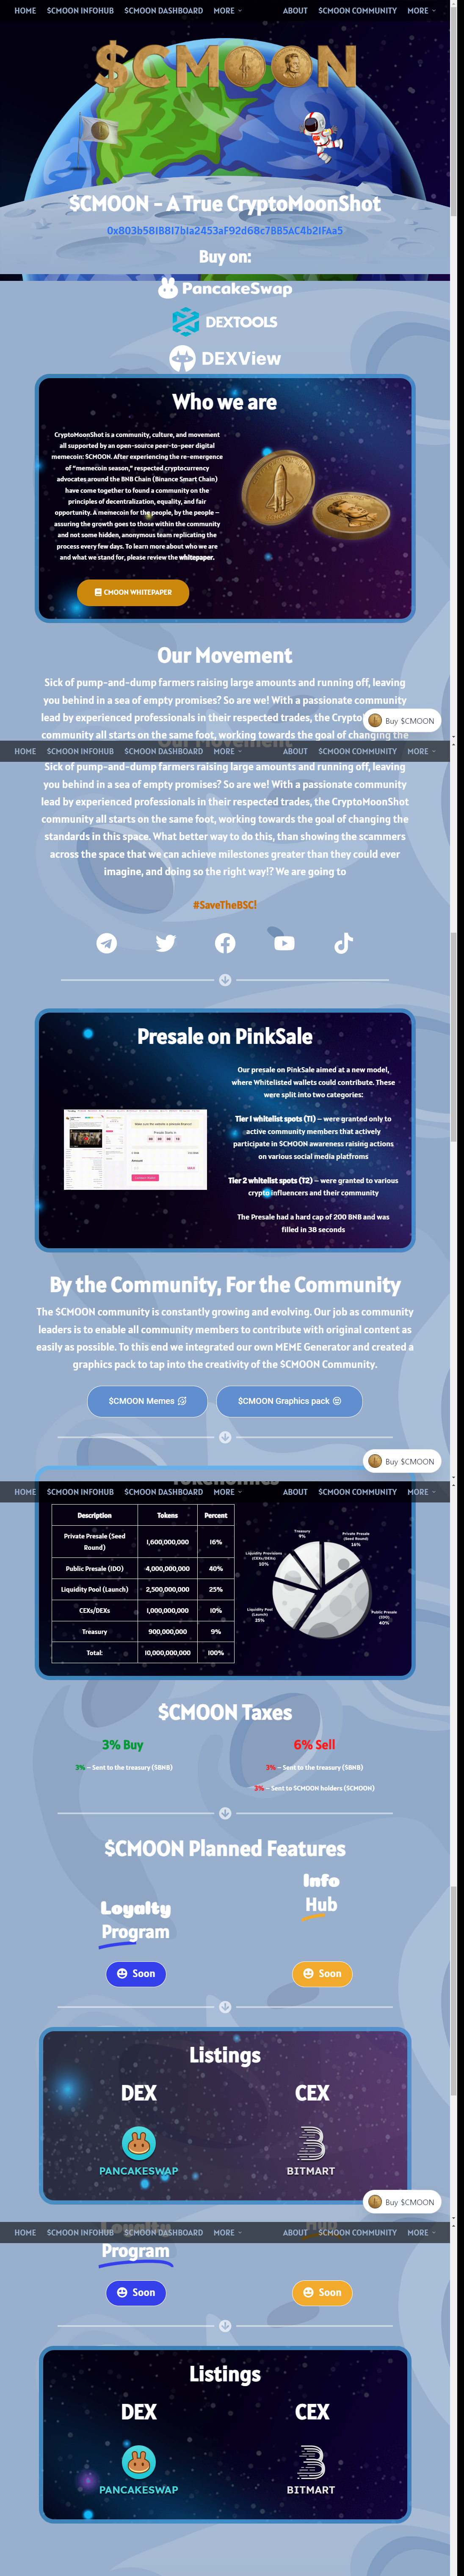 HOME $CMOON INFOHUB $CMOON DASHBOARD MORE ABOUT $CMOON COMMUNITY MORE
$CMOON
$CMOON - A True CryptoMoonShot
Buy on:
PancakeSwap
DEXTOOLS
DEXView
Who we are
CryptoMoonShot is a community, culture, and movement
all supported by an open-source peer-to-peer digital
memecoin: $CMOON. After experiencing the re-emergence
of "memecoin season," respected cryptocurrency
advocates around the BNB Chain (Binance Smart Chain)
have come together to found a community on the
principles of decentralization, equality, and fair
opportunity. A memecoin for the people, by the people –
assuring the growth goes to those within the community
and not some hidden, anonymous team replicating the
process every few days. To learn more about who we are
and what we stand for, please review the whitepaper.
CMOON WHITEPAPER
Our Movement
Sick of pump-and-dump farmers raising large amounts and running off, leaving
you behind in a sea of empty promises? So are we! With a passionate community
lead by experienced professionals in their respected trades, the Crypto
Buy $CMOON
community all starts on the same foot, working towards the goal of changing the
Our Movement
HOME $CMOON INFOHUB $CMOON DASHBOARD MORE ABOUT $CMOON COMMUNITY MORE
Sick of pump-and-dump farmers raising large amounts and running off, leaving
you behind in a sea of empty promises? So are we! With a passionate community
lead by experienced professionals in their respected trades, the CryptoMoonShot
community all starts on the same foot, working towards the goal of changing the
standards in this space. What better way to do this, than showing the scammers
across the space that we can achieve milestones greater than they could ever
imagine, and doing so the right way!? We are going to
#SaveTheBSC!
Presale on PinkSale
Our presale on PinkSale aimed at a new model,
where Whitelisted wallets could contribute. These
were split into two categories:
Tier 1 whitelist spots (T1) – were granted only to
active community members that actively
participate in $CMOON awareness raising actions
on various social media platfroms
Tier 2 whitelist spots (T2) – were granted to various
crypto influencers and their community
The Presale had a hard cap of 200 BNB and was
filled in 38 seconds
By the Community, For the Community
The $CMOON community is constantly growing and evolving. Our job as community
leaders is to enable all community members to contribute with original content as
easily as possible. To this end we integrated our own MEME Generator and created a
graphics pack to tap into the creativity of the $CMOON Community.
$CMOON Memes $CMOON Graphics pack
Buy $CMOON
Tokenomics
HOME $CMOON INFOHUB $CMOON DASHBOARD MORE ABOUT $CMOON COMMUNITY MORE
Description Tokens Percent
Private Presale (Seed
Round) 1,600,000,000 16%
Public Presale (IDO) 4,000,000,000 40%
Liquidity Pool (Launch) 2,500,000,000 25%
CEXs/DEXs 1,000,000,000 10%
Treasury 900,000,000 9%
Total: 10,000,000,000 100%
Treasury
9%
Private Presale
(Seed)
16%
Liquidity Provisions
(CEXs/DEXs)
10%
Liquidity Pool
(Launch)
25%
Public Presale
(IDO)
40%
$CMOON Taxes
3% Buy
3% – Sent to the treasury ($BNB)
6% Sell
3% – Sent to the treasury ($BNB)
3% – Sent to $CMOON holders ($CMOON)
$CMOON Planned Features
Loyalty
Program
Soon
Info
Hub
Soon
Listings
DEX CEX
PANCAKESWAP BITMART
Buy $CMOON
Loyalty Hub
HOME $CMOON INFOHUB $CMOON DASHBOARD MORE ABOUT $CMOON COMMUNITY MORE
Program
Soon Soon
Listings
DEX CEX
PANCAKESWAP BITMART